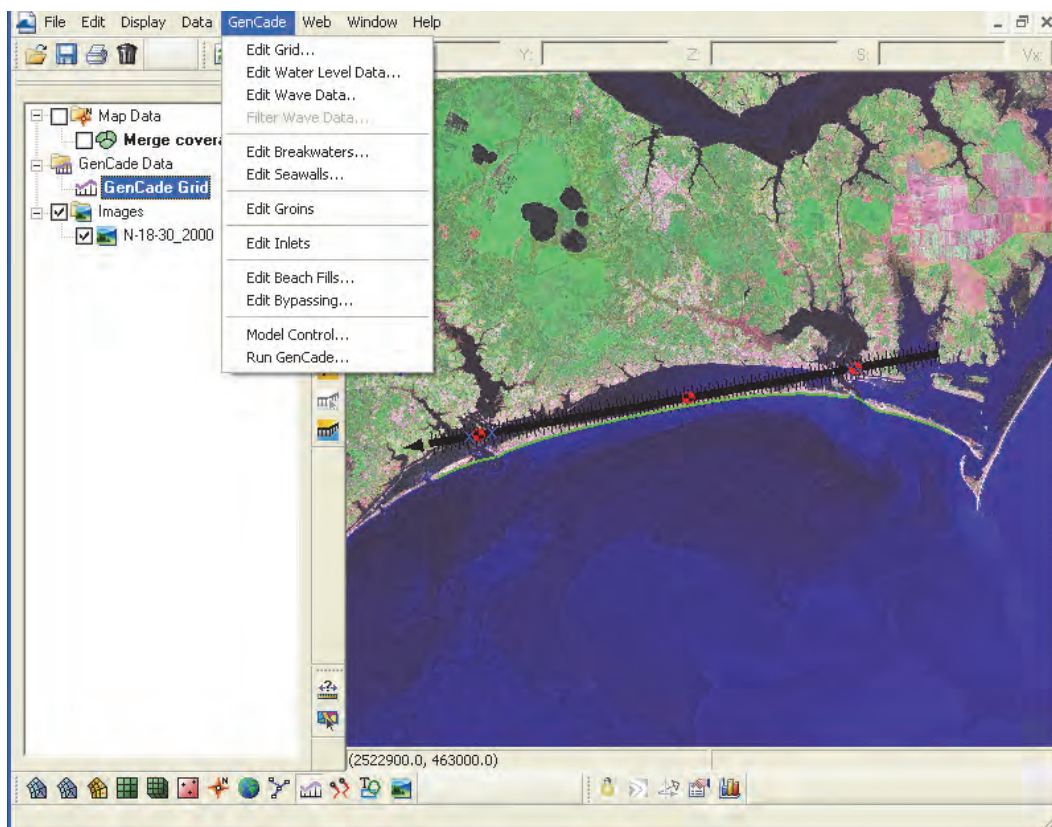 File Edit Display Data GenCade Web Window Help
Y: Z: S: Vx:
Edit Grid...
Edit Water Level Data...
Edit Wave Data..
Filter Wave Data...
Edit Breakwaters...
Edit Seawalls...
Edit Groins
Edit Inlets
Edit Beach Fills...
Edit Bypassing...
Model Control...
Run GenCade...
Map Data
Merge covera
GenCade Data
GenCade Grid
Images
N-18-30_2000
(2522900.0, 463000.0)